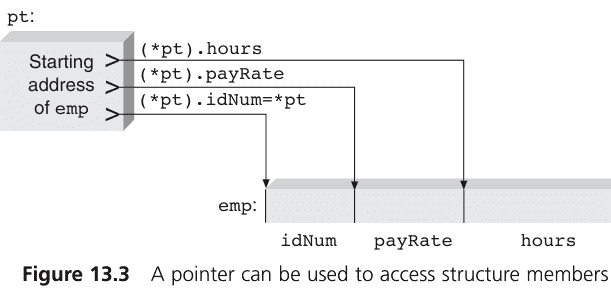 pt:
Starting
address
of emp
(*pt).hours
(*pt).payRate
(*pt).idNum=*pt
emp:
idNum payRate hours
Figure 13.3 A pointer can be used to access structure members